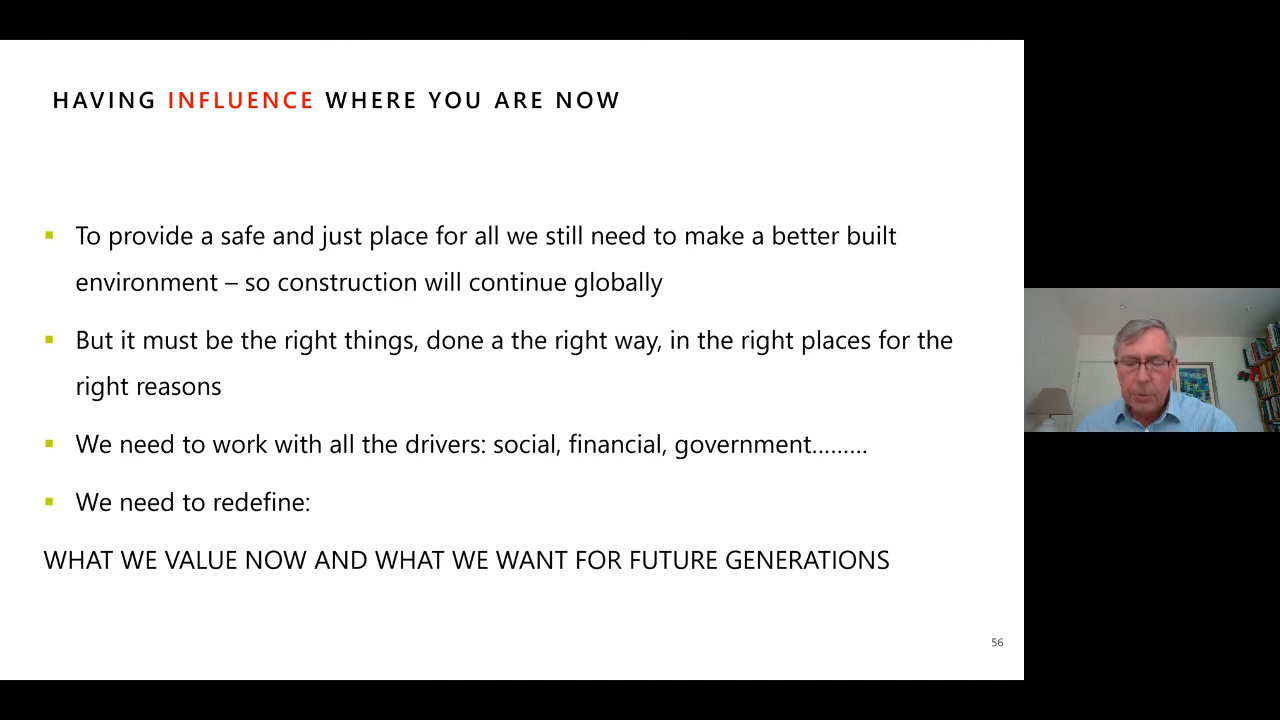 HAVING INFLUENCE WHERE YOU ARE NOW
To provide a safe and just place for all we still need to make a better built
environment – so construction will continue globally
But it must be the right things, done a the right way, in the right places for the
right reasons
We need to work with all the drivers: social, financial, government.........
We need to redefine:
WHAT WE VALUE NOW AND WHAT WE WANT FOR FUTURE GENERATIONS
56